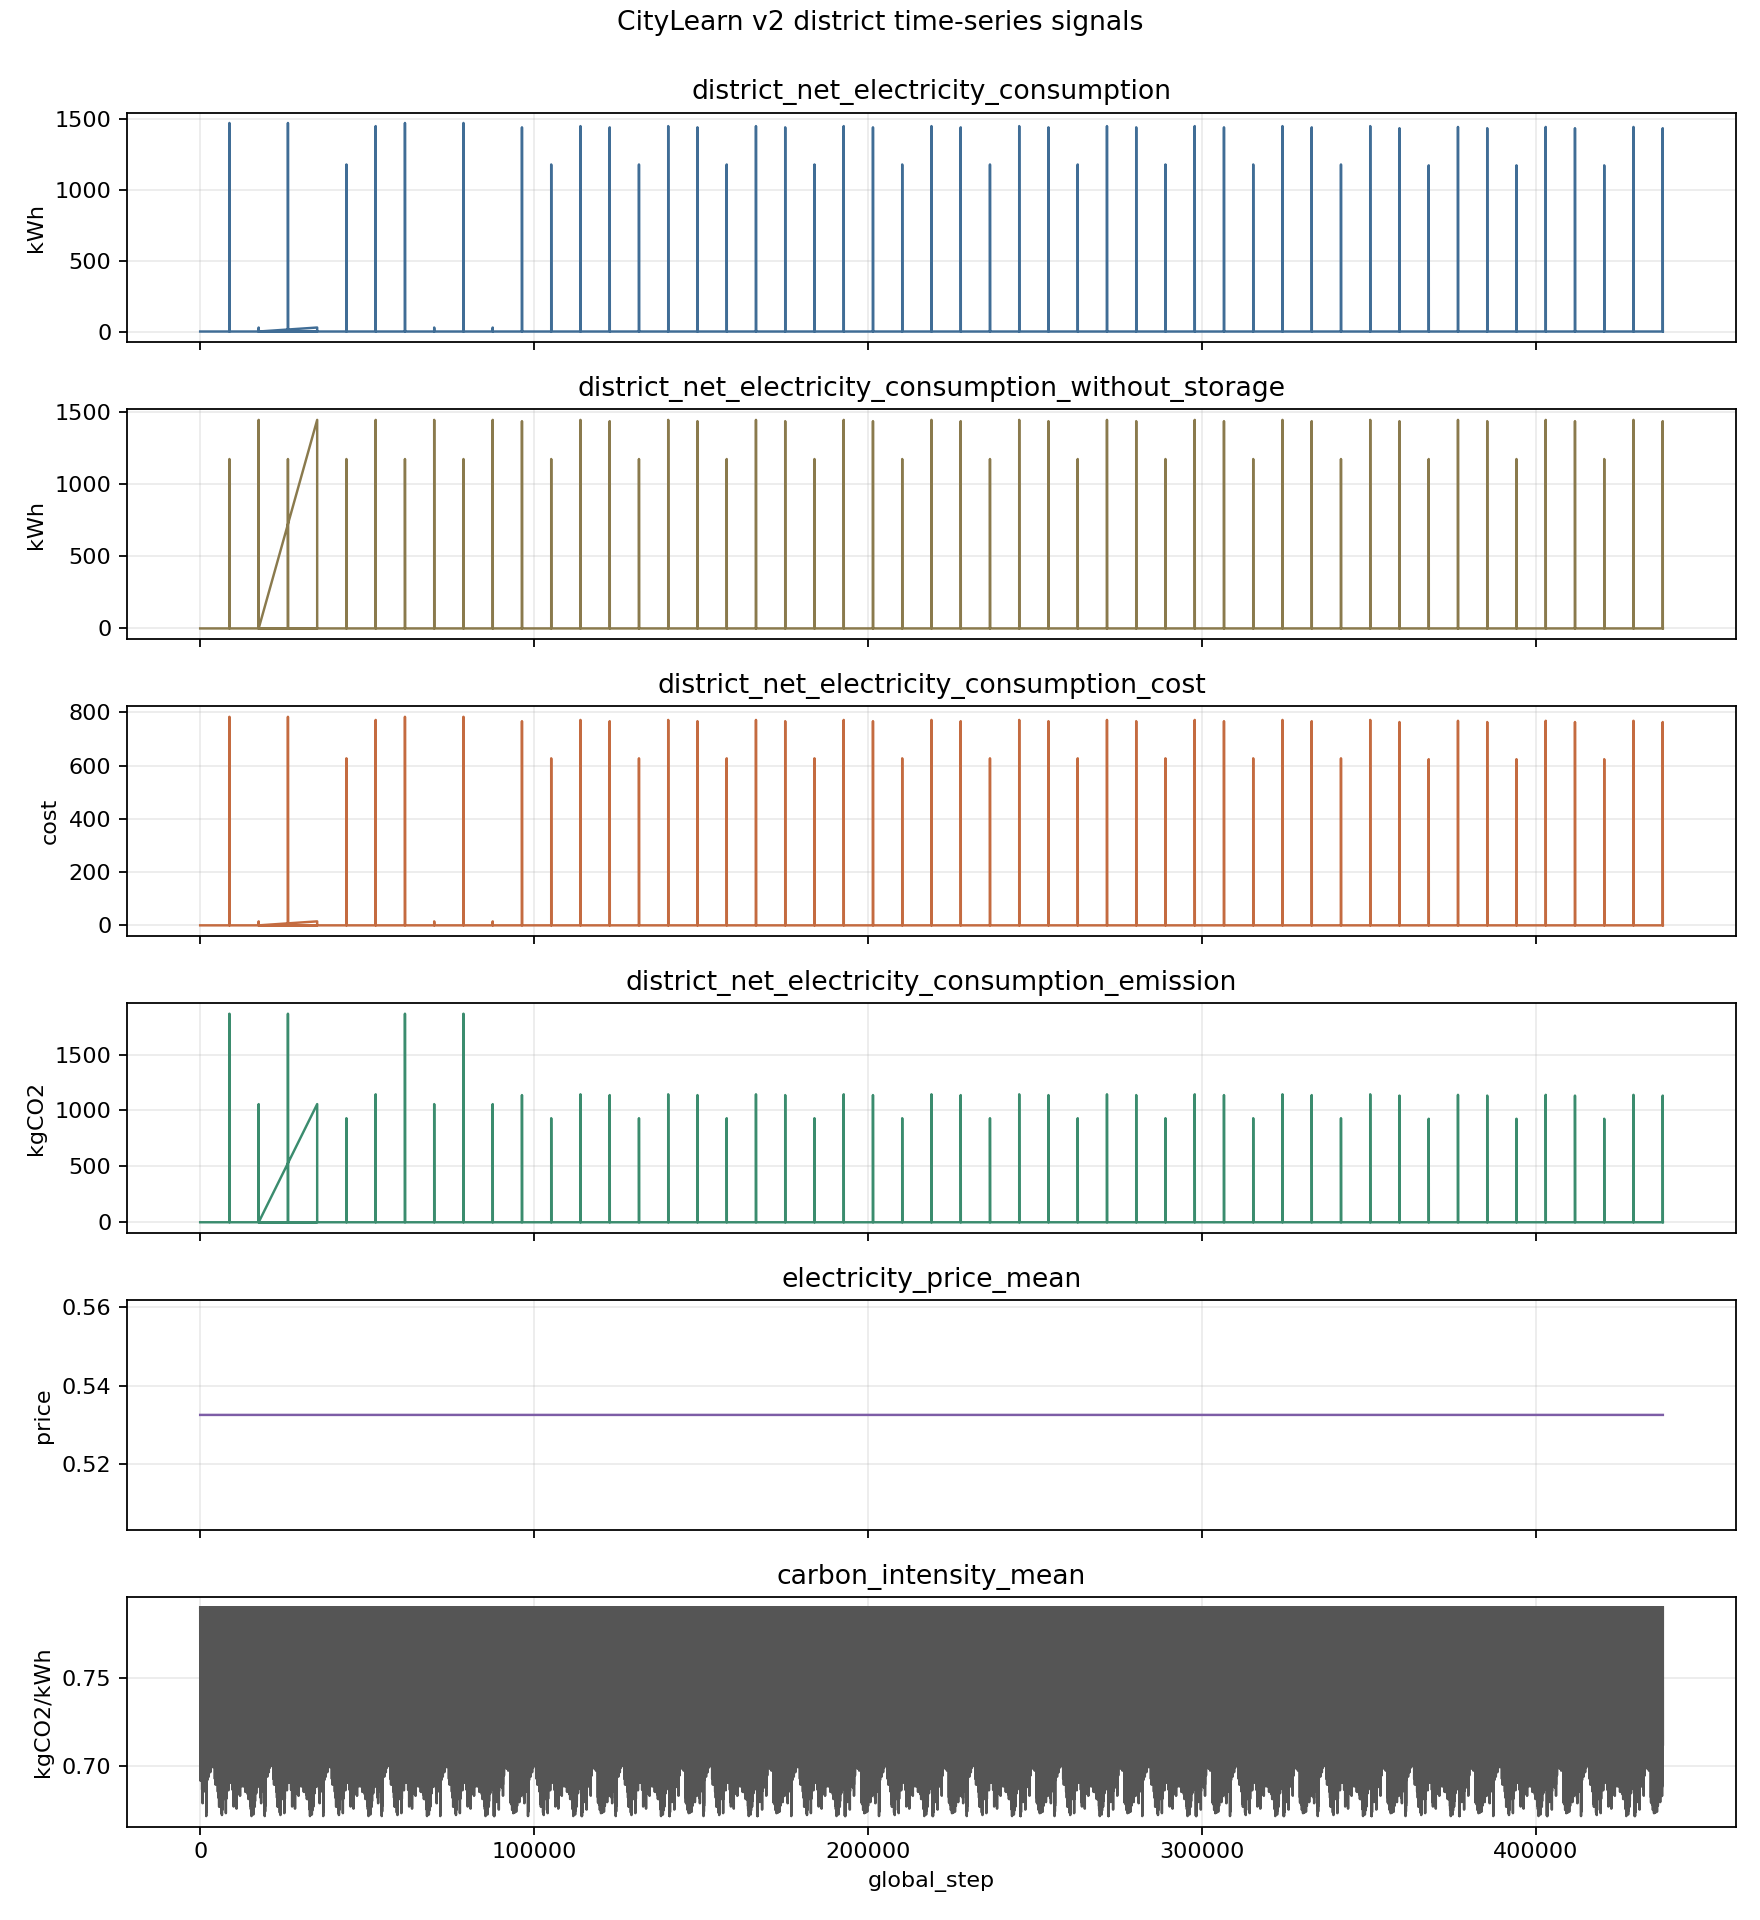 CityLearn v2 district time-series signals
district_net_electricity_consumption
1500
1000
500
0
kWh
district_net_electricity_consumption_without_storage
1500
1000
500
0
kWh
district_net_electricity_consumption_cost
800
600
400
200
0
cost
district_net_electricity_consumption_emission
1500
1000
500
0
kgCO2
electricity_price_mean
0.56
0.54
0.52
price
carbon_intensity_mean
0.75
0.70
kgCO2/kWh
0 100000 200000 300000 400000
global_step